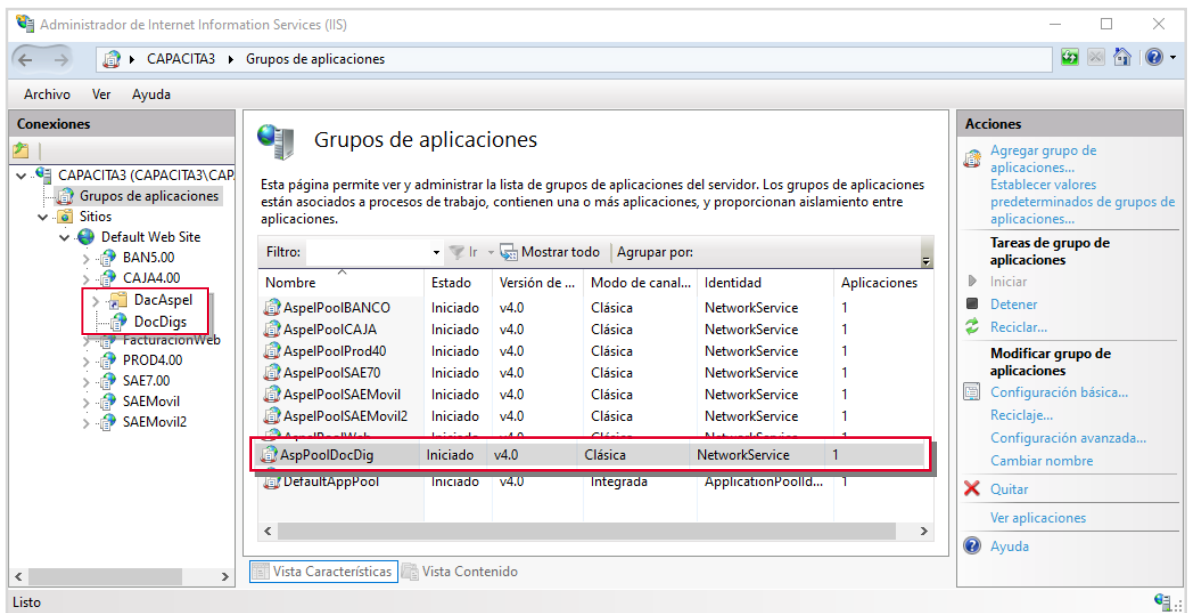 Administrador de Internet Information Services (IIS)
CAPACITA3 Grupos de aplicaciones
Archivo Ver Ayuda
Conexiones
CAPACITA3 (CAPACITA3\CAP
Grupos de aplicaciones
Sitios
Default Web Site
BAN5.00
CAJA4.00
DacAspel
DocDigs
FacturacionWeb
PROD4.00
SAE7.00
SAEMovil
SAEMovil2
Grupos de aplicaciones
Esta página permite ver y administrar la lista de grupos de aplicaciones del servidor. Los grupos de aplicaciones
están asociados a procesos de trabajo, contienen una o más aplicaciones, y proporcionan aislamiento entre
aplicaciones.
Filtro: Ir Mostrar todo Agrupar por:
Nombre Estado Versión de ... Modo de canal... Identidad Aplicaciones
AspelPoolBANCO Iniciado v4.0 Clásica NetworkService 1
AspelPoolCAJA Iniciado v4.0 Clásica NetworkService 1
AspelPoolProd40 Iniciado v4.0 Clásica NetworkService 1
AspelPoolSAE70 Iniciado v4.0 Clásica NetworkService 1
AspelPoolSAEMovil Iniciado v4.0 Clásica NetworkService 1
AspelPoolSAEMovil2 Iniciado v4.0 Clásica NetworkService 1
AspelPoolWeb Iniciado v4.0 Clásica NetworkService 1
AspPoolDocDig Iniciado v4.0 Clásica NetworkService 1
DefaultAppPool Iniciado v4.0 Integrada ApplicationPoolId... 1
Vista Características Vista Contenido
Acciones
Agregar grupo de
aplicaciones...
Establecer valores
predeterminados de grupos de
aplicaciones...
Tareas de grupo de
aplicaciones
Iniciar
Detener
Reciclar...
Modificar grupo de
aplicaciones
Configuración básica...
Reciclaje...
Configuración avanzada...
Cambiar nombre
Quitar
Ver aplicaciones
Ayuda
Listo